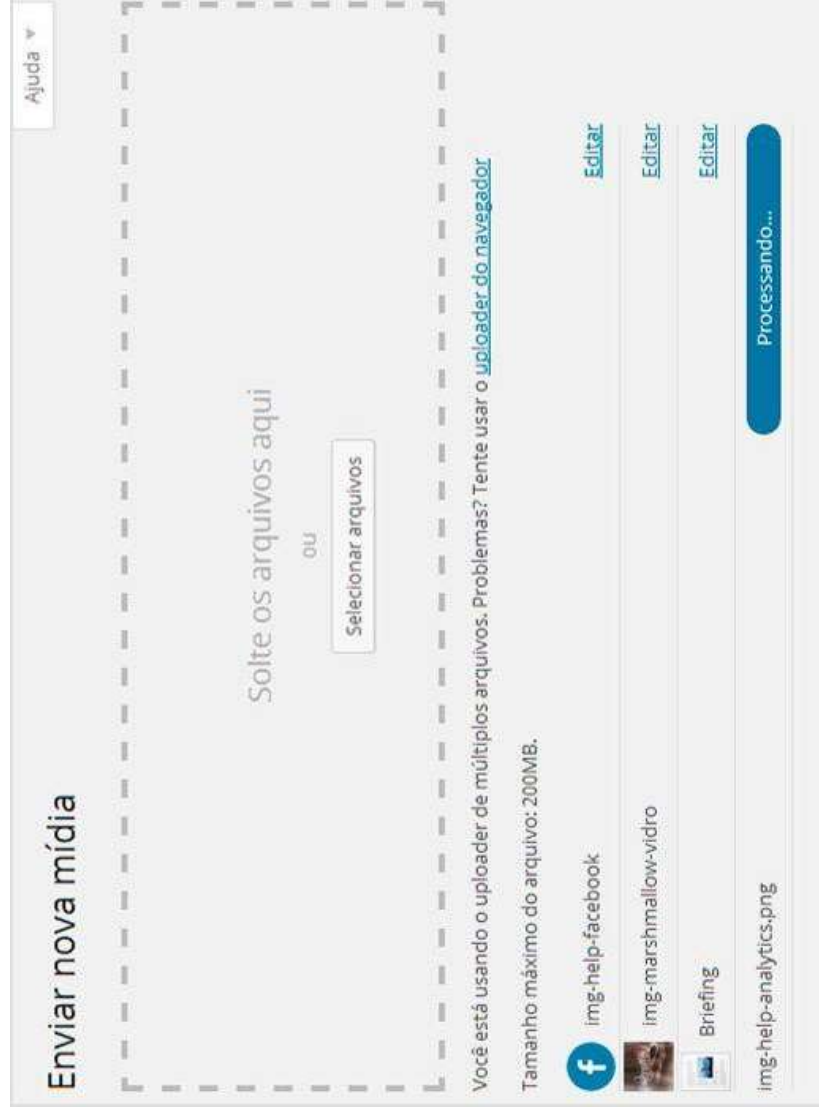 Ajuda
Enviar nova mídia
Solte os arquivos aqui
ou
Selecionar arquivos
Você está usando o uploader de múltiplos arquivos. Problemas? Tente usar o uploader do navegador
Tamanho máximo do arquivo: 200MB.
img-help-facebook Editar
img-marshmallow-vidro Editar
Briefing Editar
img-help-analytics.png Processando...